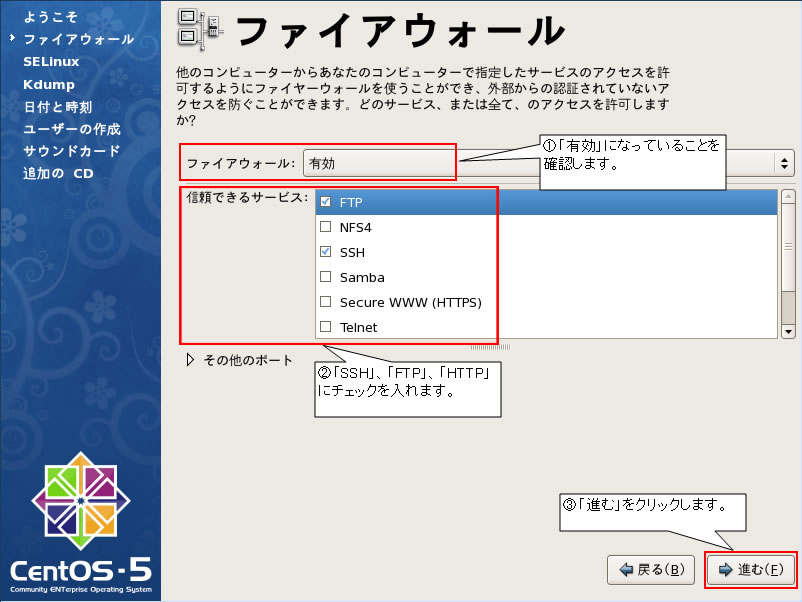 ようこそ
ファイアウォール
SELinux
Kdump
日付と時刻
ユーザーの作成
サウンドカード
追加の CD
ファイアウォール
他のコンピューターからあなたのコンピューターで指定したサービスのアクセスを許
可するようにファイヤーウォールを使うことができ、外部からの認証されていないア
クセスを防ぐことができます。どのサービス、または全て、のアクセスを許可します
か?
ファイアウォール:
有効
①「有効」になっていることを
確認します。
信頼できるサービス:
FTP
NFS4
SSH
Samba
Secure WWW (HTTPS)
Telnet
その他のポート
②「SSH」、「FTP」、「HTTP」
にチェックを入れます。
③「進む」をクリックします。
戻る(B)
進む(F)
CentOS-5
Community ENTerprise Operating System